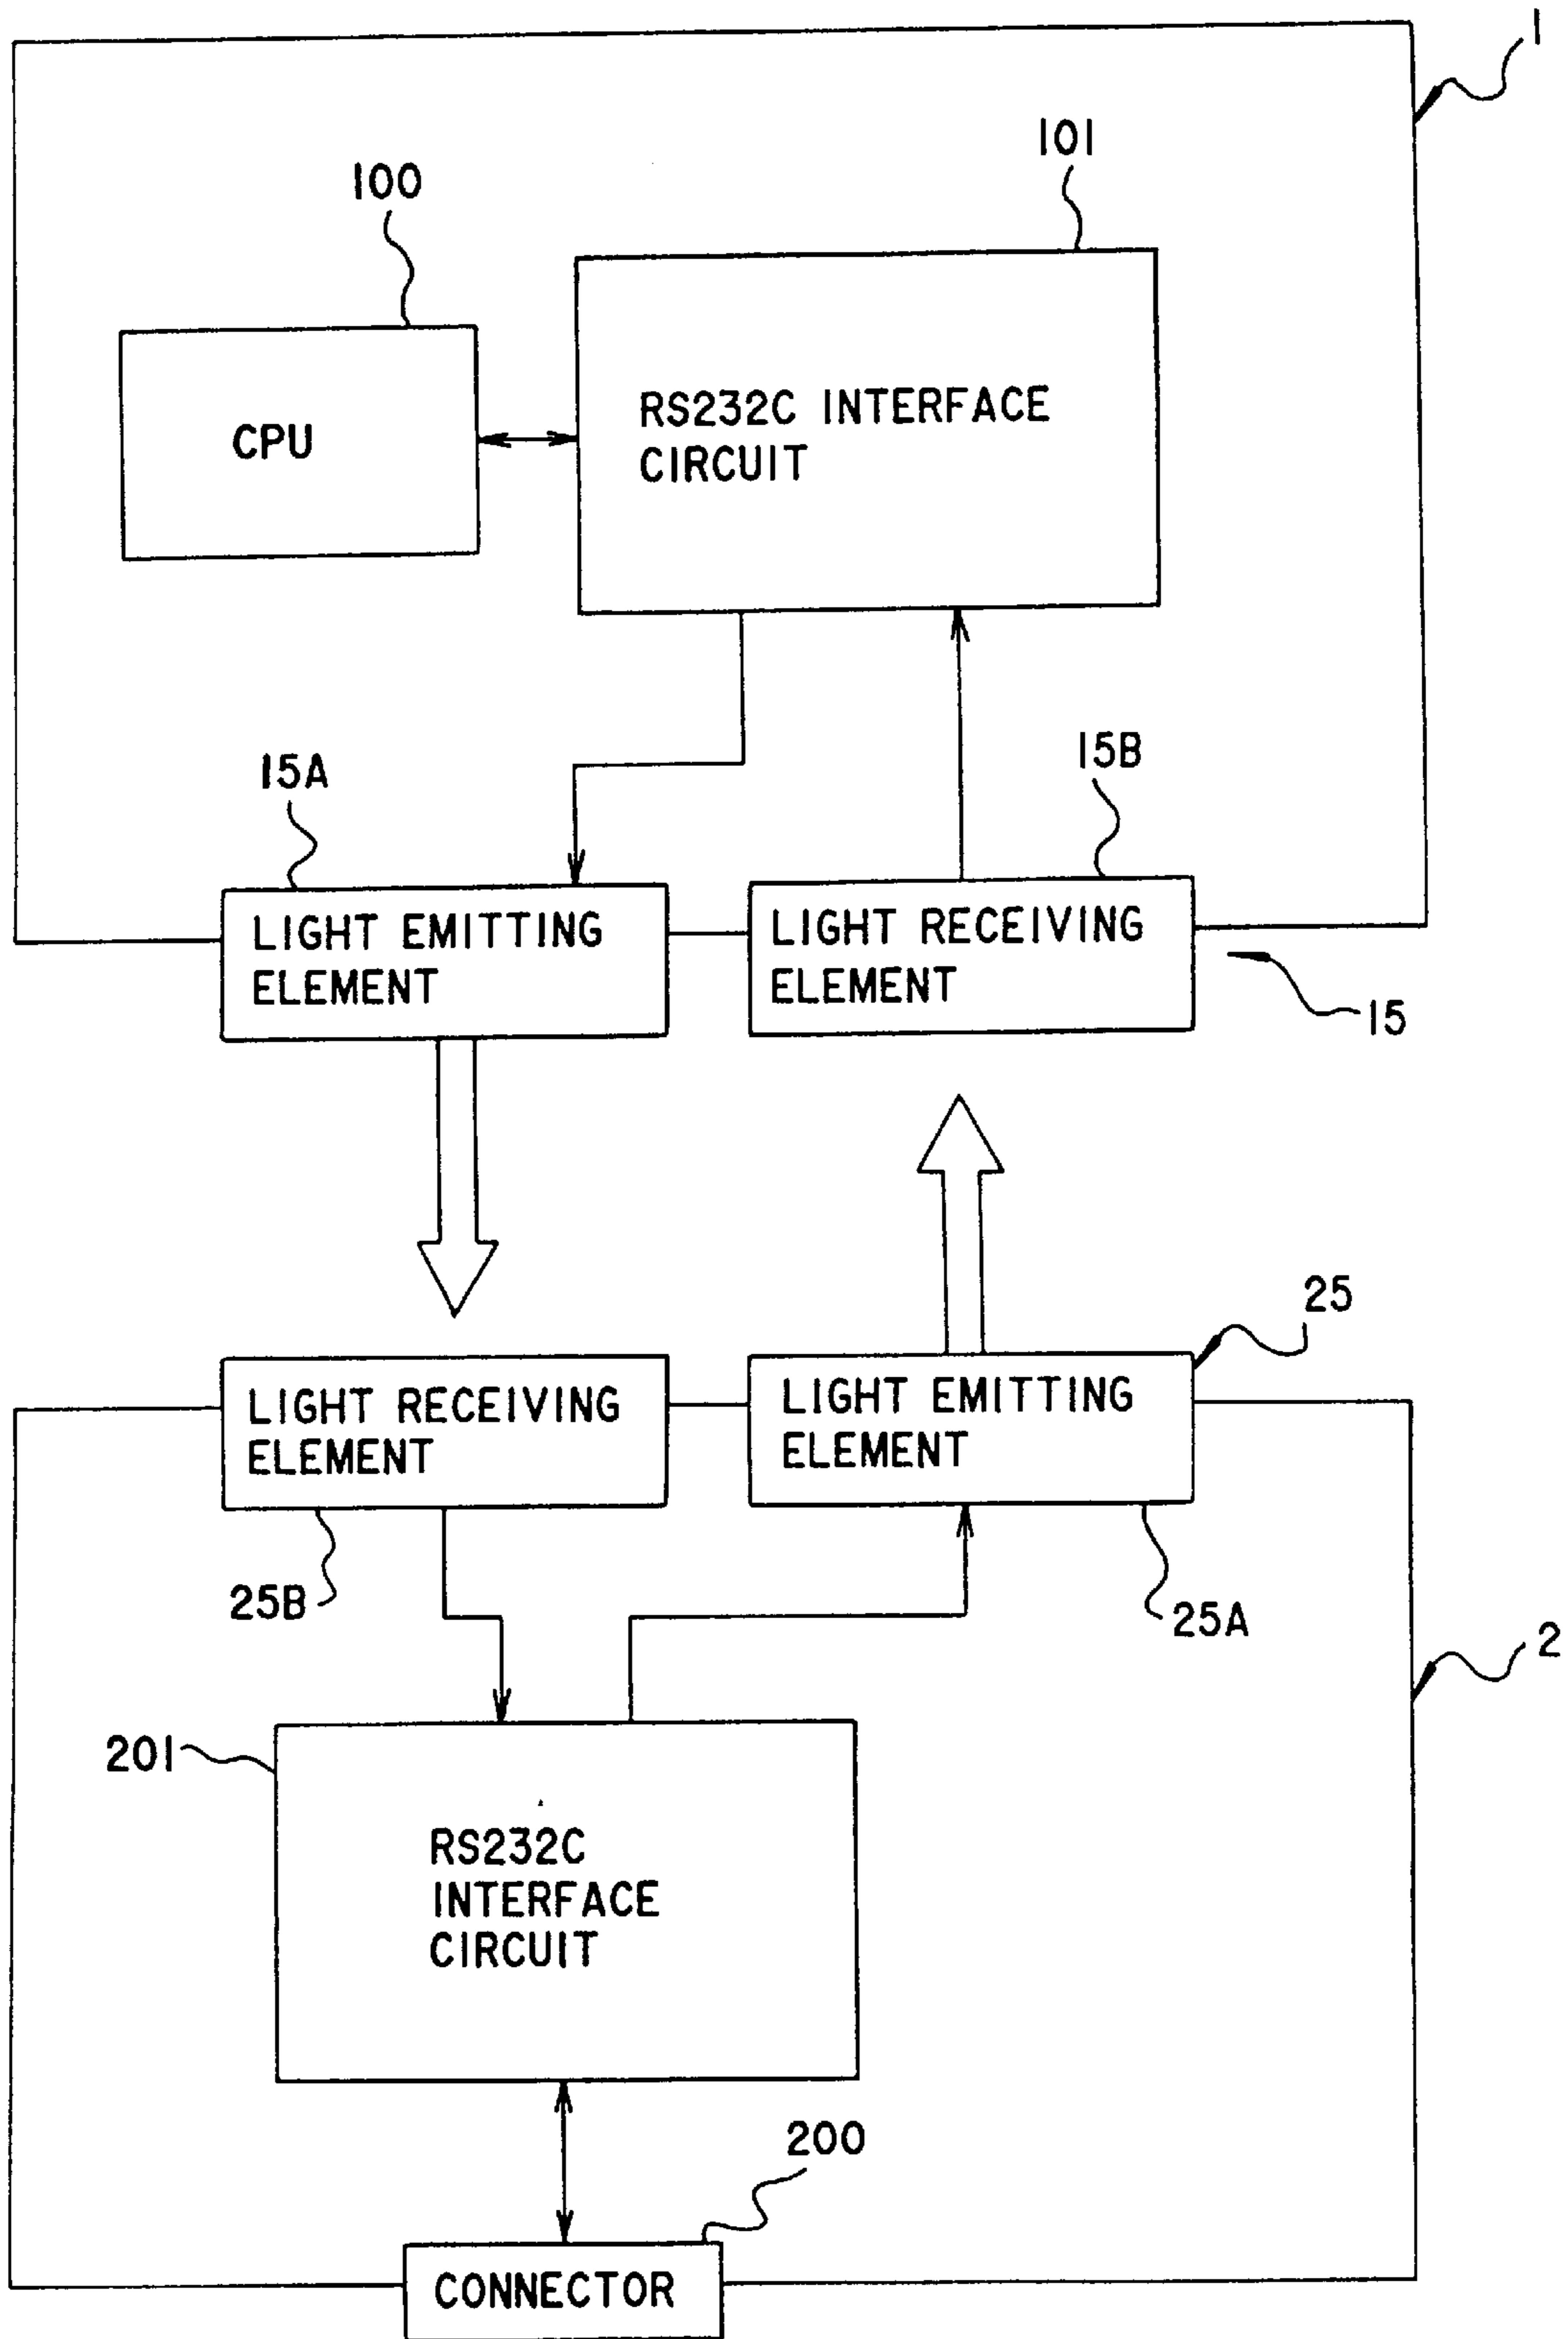 1
101
100
RS232C INTERFACE
CIRCUIT
CPU
15B
15A
LIGHT EMITTING
ELEMENT
LIGHT RECEIVING
ELEMENT
15
25
LIGHT RECEIVING
ELEMENT
LIGHT EMITTING
ELEMENT
25B
25A
2
201
RS232C
INTERFACE
CIRCUIT
200
CONNECTOR